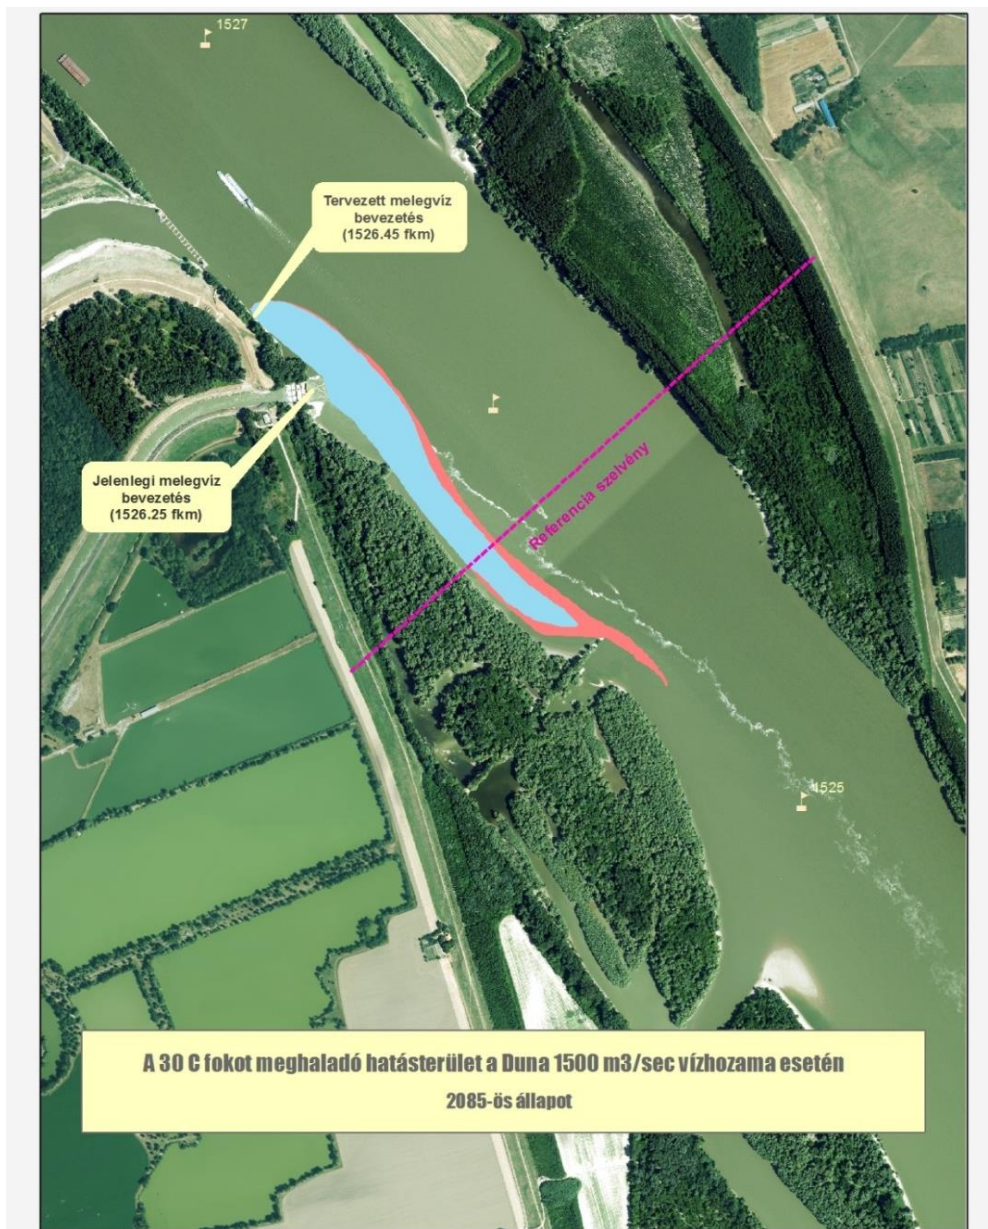 1527
Tervezett melegvíz
bevezetés
(1526.45 fkm)
Jelenlegi melegvíz
bevezetés
(1526.25 fkm)
Referencia szelvény
1525
A 30 C fokot meghaladó hatásterület a Duna 1500 m3/sec vízhozama esetén
2085-ös állapot